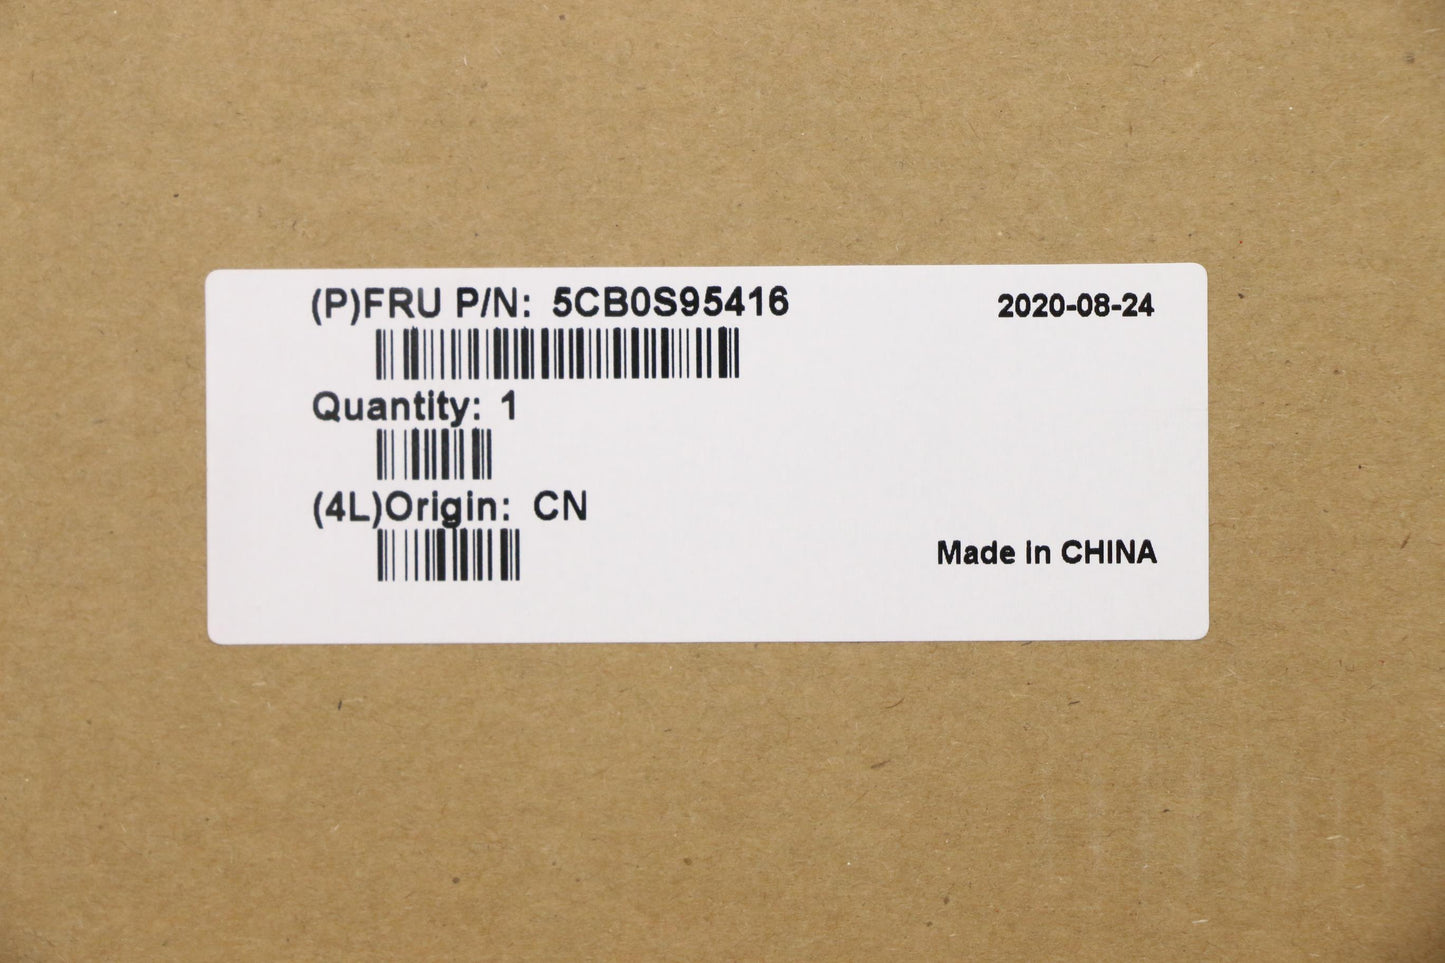 (P)FRU P/N: 5CB0S95416
2020-08-24
Quantity: 1
(4L)Origin: CN
Made in CHINA